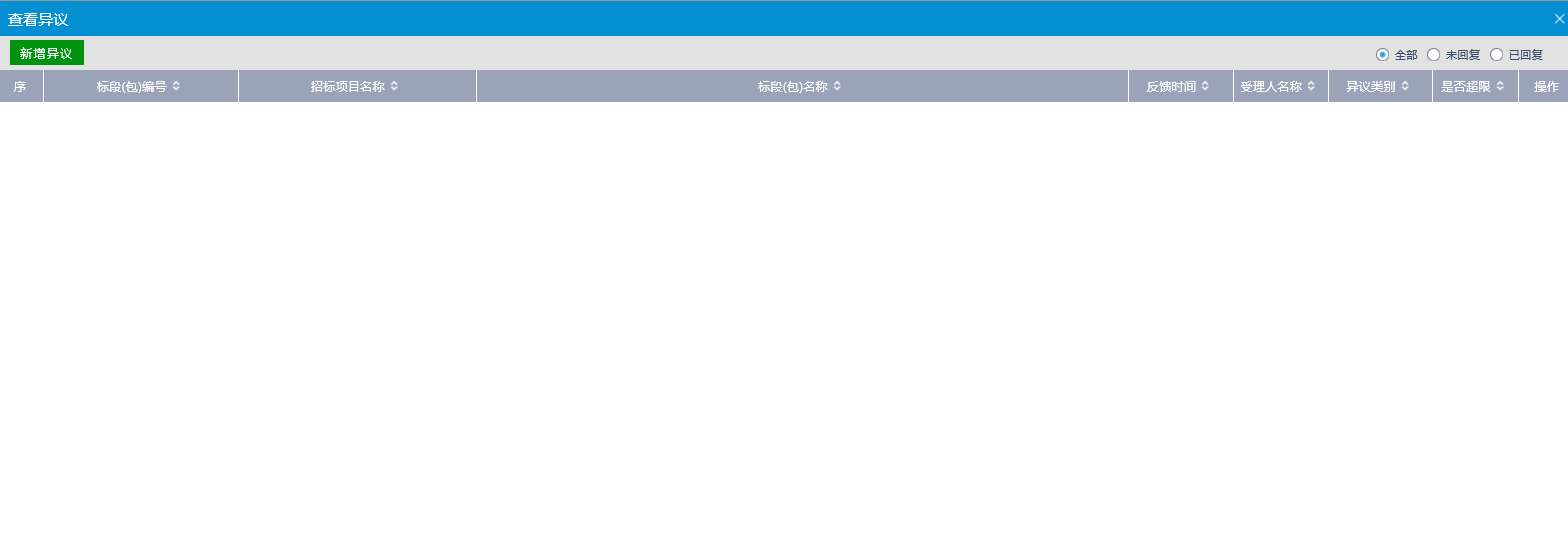 查看异议
新增异议 全部 未回复 已回复
序 标段(包)编号 招标项目名称 标段(包)名称 反馈时间 受理人名称 异议类别 是否超限 操作